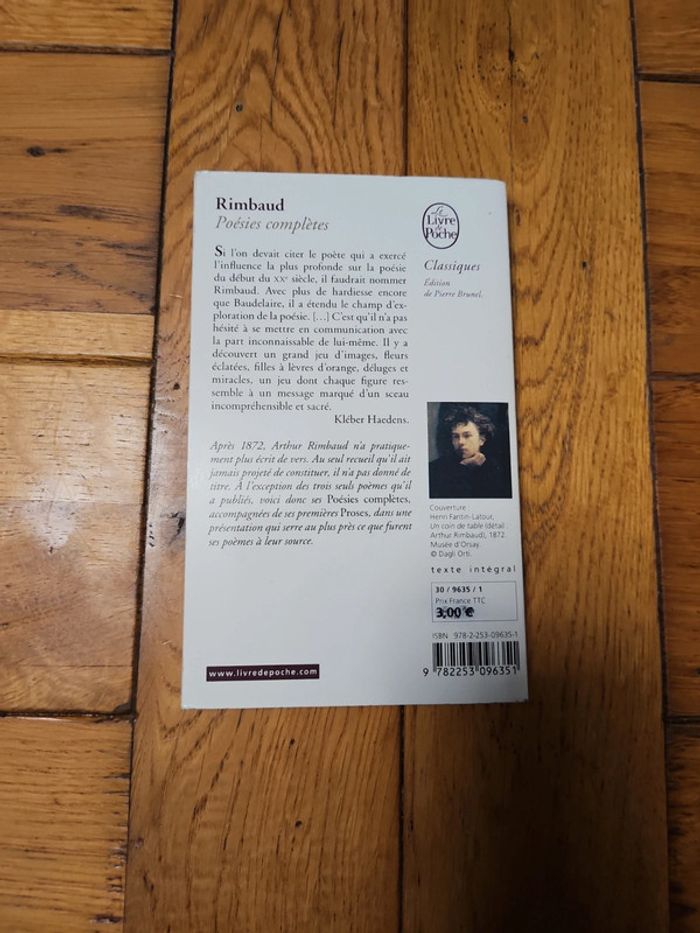 Rimbaud
Poésies complètes
Si l'on devait citer le poète qui a exercé
l'influence la plus profonde sur la poésie
du début du XXe siècle, il faudrait nommer
Rimbaud. Avec plus de hardiesse encore
que Baudelaire, il a étendu le champ d'ex-
ploration de la poésie. [...] C'est qu'il n'a pas
hésité à se mettre en communication avec
la part inconnaissable de lui-même. Il y a
découvert un grand jeu d'images, fleurs
éclatées, filles à lèvres d'orange, déluges et
miracles, un jeu dont chaque figure res-
semble à un message marqué d'un sceau
incompréhensible et sacré.
Kléber Haedens.
Après 1872, Arthur Rimbaud n'a pratique-
ment plus écrit de vers. Au seul recueil qu'il ait
jamais projeté de constituer, il n'a pas donné de
titre. À l'exception des trois seuls poèmes qu'il
a publiés, voici donc ses Poésies complètes,
accompagnées de ses premières Proses, dans une
présentation qui serre au plus près ce que furent
ses poèmes à leur source.
www.livredepoche.com
Le
Livre
de
Poche
Classiques
Édition
de Pierre Brunel.
Couverture :
Henri Fantin-Latour,
Un coin de table (détail :
Arthur Rimbaud), 1872.
Musée d'Orsay.
© Dagli Orti.
texte intégral
30 / 9635 / 1
Prix France TTC
3,00 €
ISBN 978-2-253-09635-1
9 782253 096351